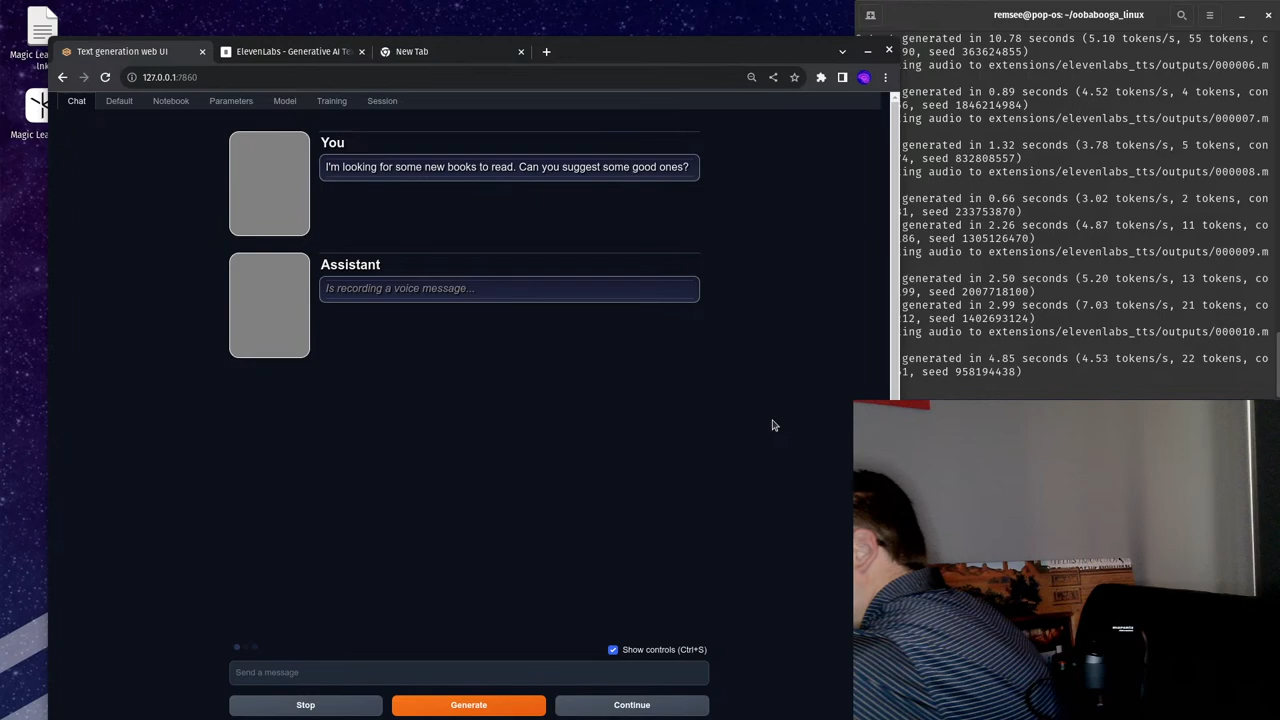 Magic Lea
lnk
Magic Lea
Text generation web UI
ElevenLabs - Generative AI Te
New Tab
127.0.0.1:7860
Chat
Default
Notebook
Parameters
Model
Training
Session
You
I'm looking for some new books to read. Can you suggest some good ones?
Assistant
Is recording a voice message...
Show controls (Ctrl+S)
Send a message
Stop
Generate
Continue
remsee@pop-os: ~/oobabooga_linux
generated in 10.78 seconds (5.10 tokens/s, 55 tokens, con
90, seed 363624855)
ing audio to extensions/elevenlabs_tts/outputs/000006.m
generated in 0.89 seconds (4.52 tokens/s, 4 tokens, con
seed 1846214984)
ing audio to extensions/elevenlabs_tts/outputs/000007.m
generated in 1.32 seconds (3.78 tokens/s, 5 tokens, con
4, seed 832808557)
ing audio to extensions/elevenlabs_tts/outputs/000008.m
generated in 0.66 seconds (3.02 tokens/s, 2 tokens, con
31, seed 233753870)
generated in 2.26 seconds (4.87 tokens/s, 11 tokens, con
86, seed 1305126470)
ing audio to extensions/elevenlabs_tts/outputs/000009.m
generated in 2.50 seconds (5.20 tokens/s, 13 tokens, con
99, seed 2007718100)
generated in 2.99 seconds (7.03 tokens/s, 21 tokens, con
212, seed 1402693124)
ing audio to extensions/elevenlabs_tts/outputs/000010.m
generated in 4.85 seconds (4.53 tokens/s, 22 tokens, co
seed 958194438)